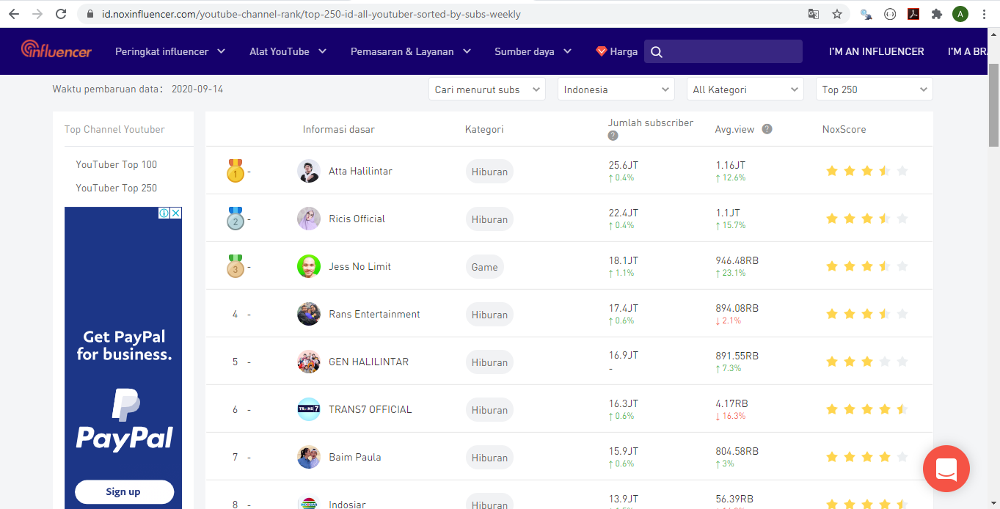 id.noxinfluencer.com/youtube-channel-rank/top-250-id-all-youtuber-sorted-by-subs-weekly
A
influencer Peringkat influencer Alat YouTube Pemasaran & Layanan Sumber daya Harga I'M AN INFLUENCER I'M A BRA
Waktu pembaruan data: 2020-09-14 Cari menurut subs Indonesia All Kategori Top 250
Top Channel Youtuber
YouTuber Top 100
YouTuber Top 250
Get PayPal
for business.
PayPal
Sign up
Informasi dasar Kategori Jumlah subscriber ? Avg.view ? NoxScore
1 - Atta Halilintar Hiburan 25.6JT 1.16JT
↑ 0.4% ↑ 12.6%
2 - Ricis Official Hiburan 22.4JT 1.1JT
↑ 0.4% ↑ 15.7%
3 - Jess No Limit Game 18.1JT 946.48RB
↑ 1.1% ↑ 23.1%
4 - Rans Entertainment Hiburan 17.4JT 894.08RB
↑ 0.6% ↓ 2.1%
5 - GEN HALILINTAR Hiburan 16.9JT 891.55RB
- ↑ 7.3%
6 - TRANS7 TRANS7 OFFICIAL Hiburan 16.3JT 4.17RB
↑ 0.6% ↓ 16.3%
7 - Baim Paula Hiburan 15.9JT 804.58RB
↑ 0.6% ↑ 3%
8 - INDOSIAR Indosiar Hiburan 13.9JT 56.39RB